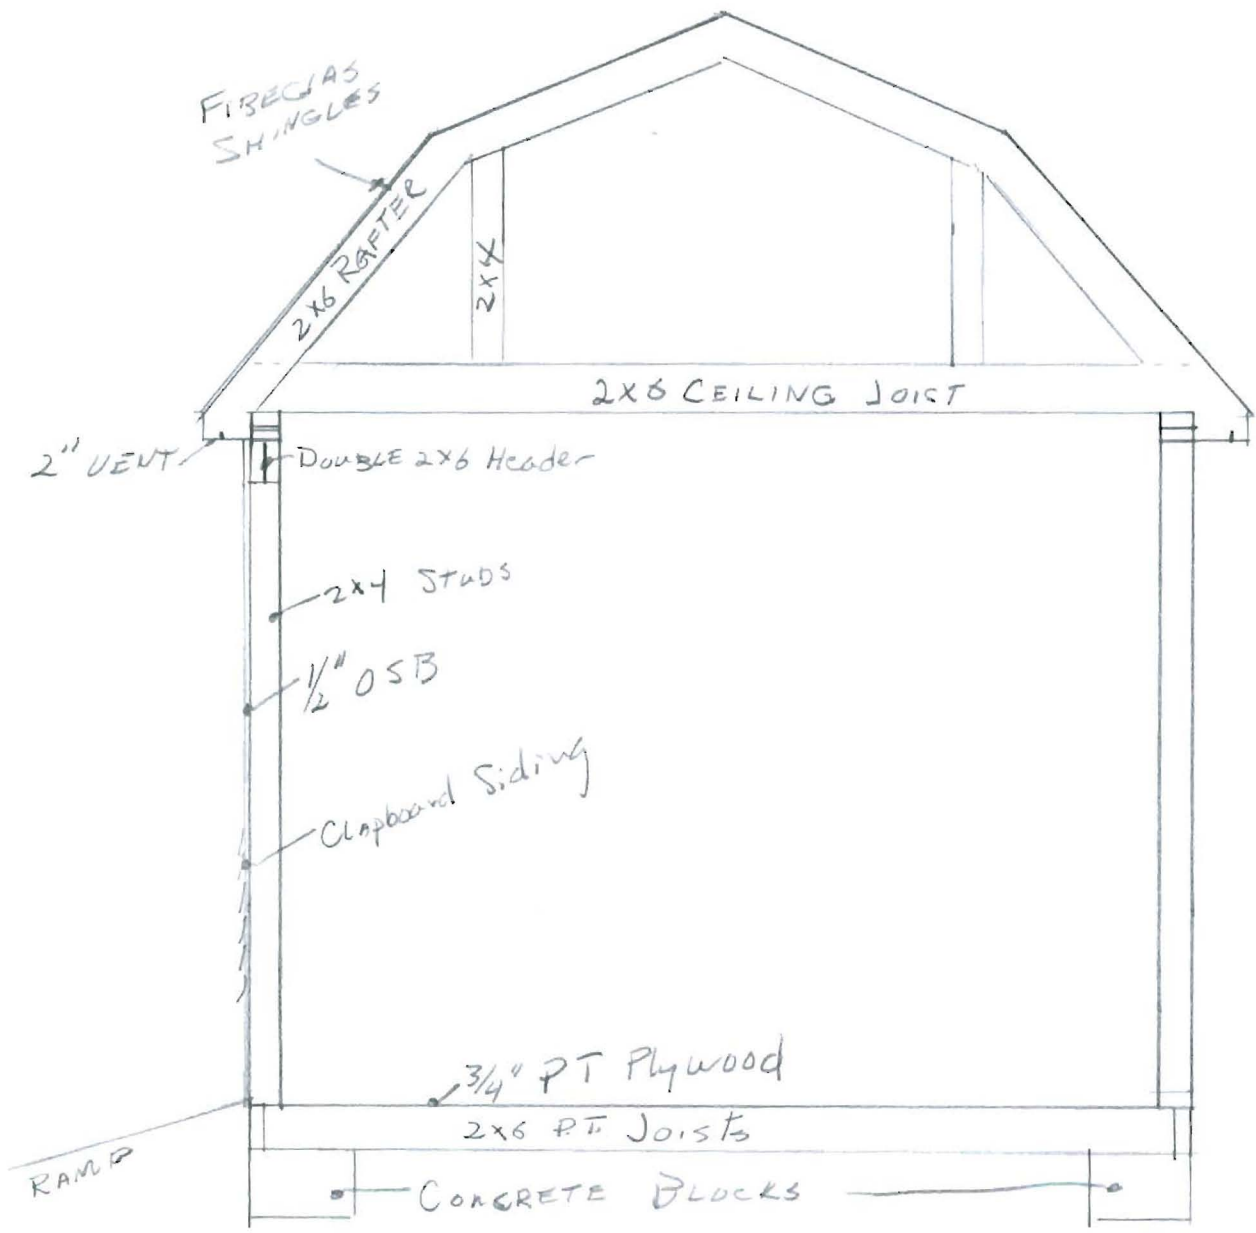 FIBEGLAS
SHINGLES
2x6 RAFTER
2x4
2x6 CEILING JOIST
2" VENT
DOUBLE 2x6 Header
2x4 STUDS
1/2" OSB
Clapboard Siding
3/4" PT Plywood
2x6 P.T. Joists
RAMP
CONCRETE BLOCKS